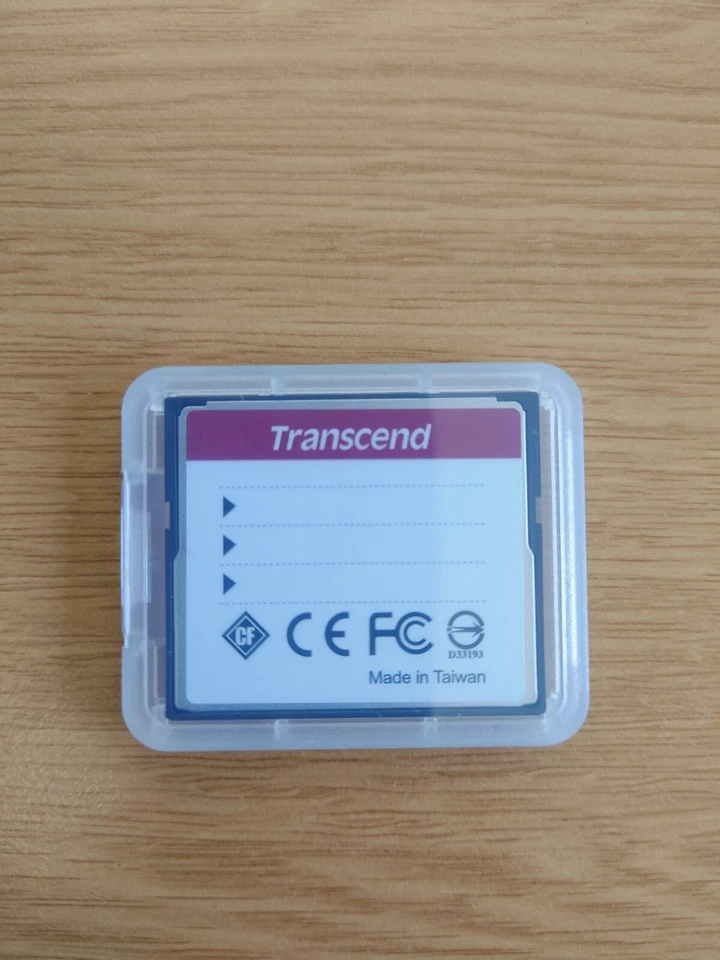 Transcend
CF
CE FC
D33193
Made in Taiwan